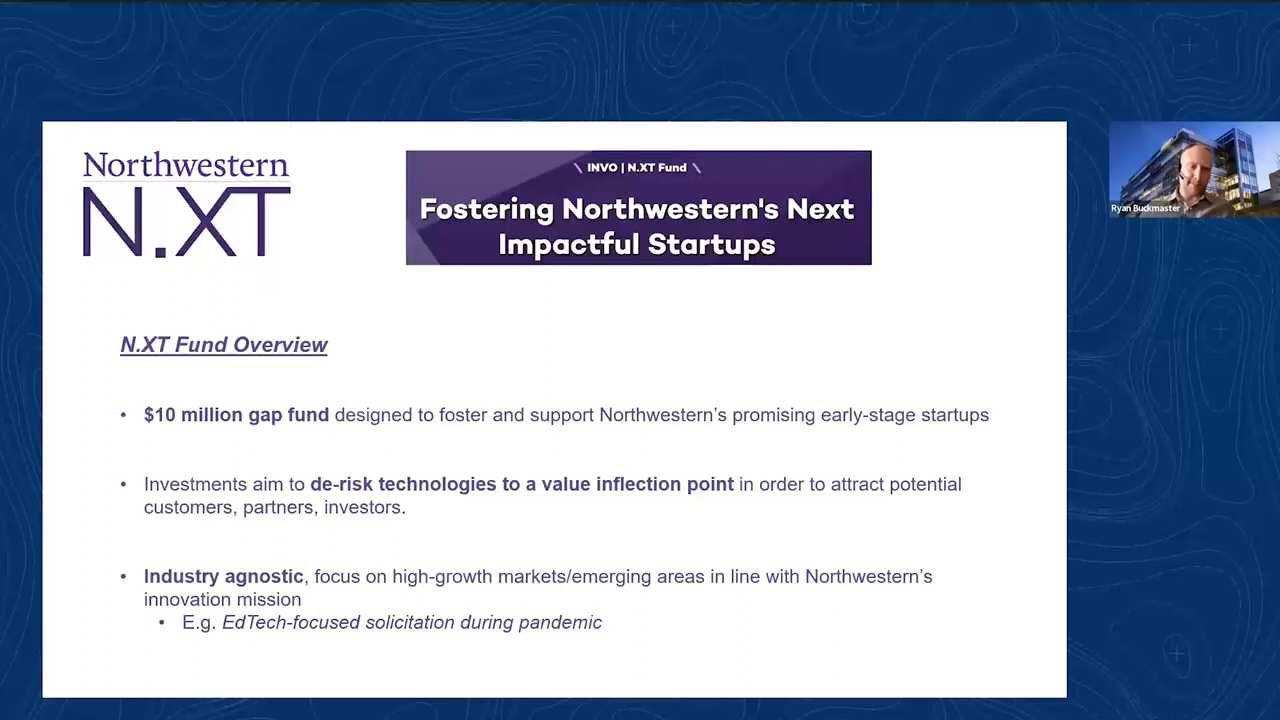 Northwestern
N.XT
\ INVO | N.XT Fund \
Fostering Northwestern's Next
Impactful Startups
Ryan Buckmaster
N.XT Fund Overview
• $10 million gap fund designed to foster and support Northwestern’s promising early-stage startups
• Investments aim to de-risk technologies to a value inflection point in order to attract potential
customers, partners, investors.
• Industry agnostic, focus on high-growth markets/emerging areas in line with Northwestern’s
innovation mission
• E.g. EdTech-focused solicitation during pandemic